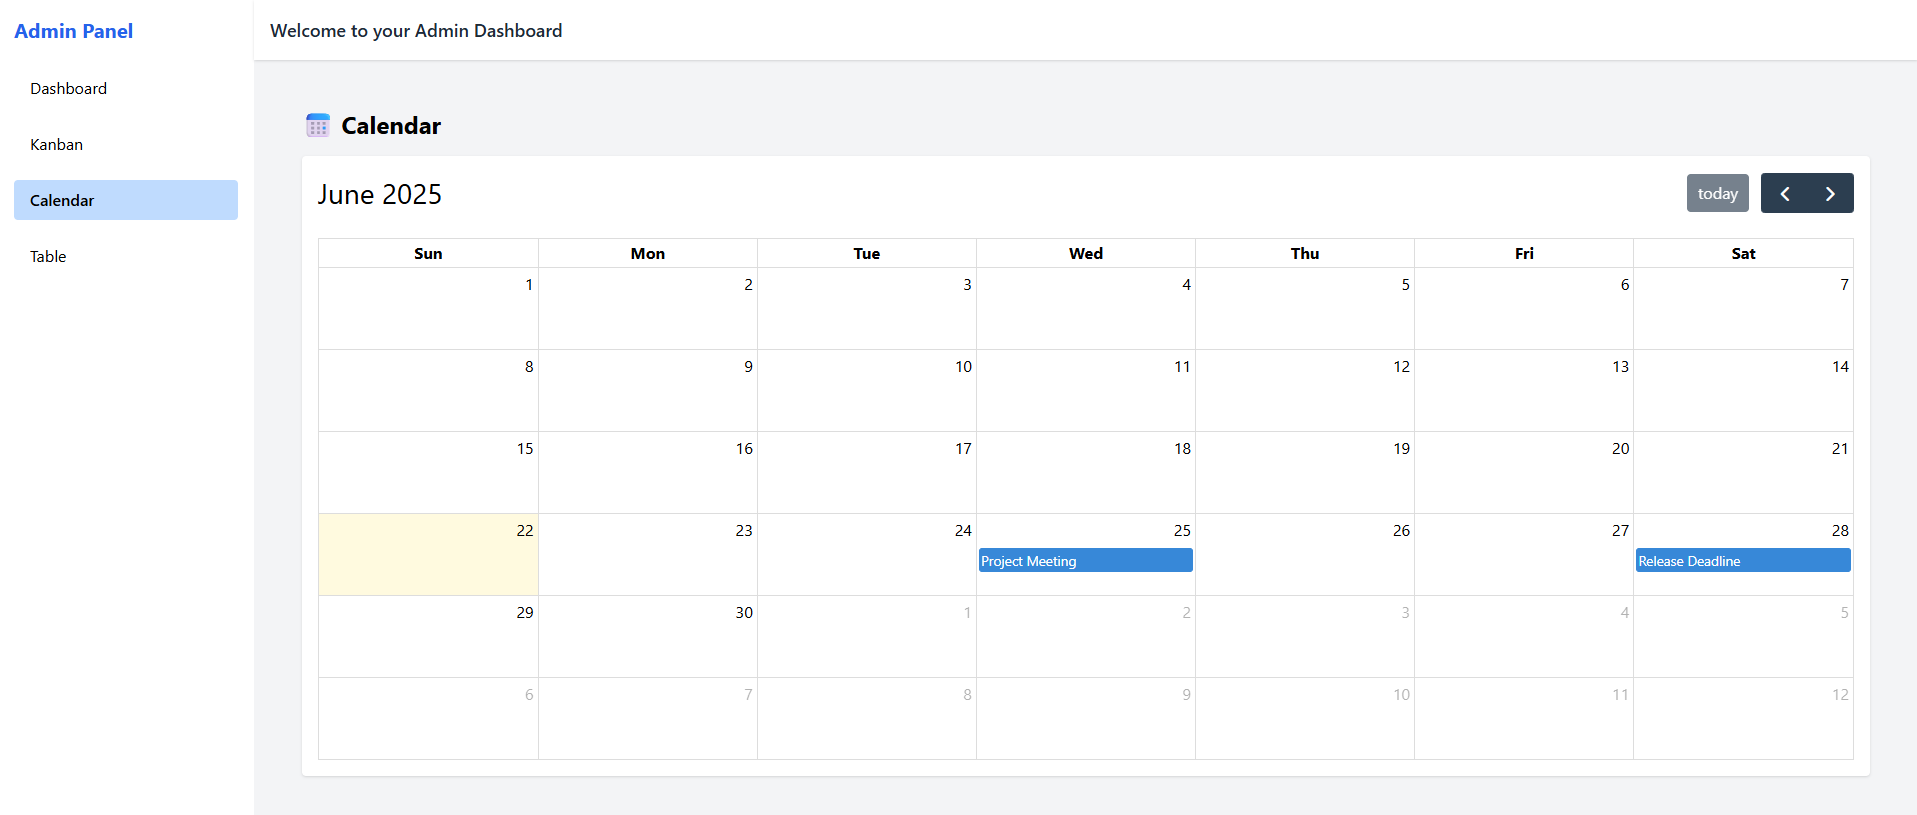 Admin Panel
Dashboard
Kanban
Calendar
Table
Welcome to your Admin Dashboard
Calendar
June 2025
today
Sun Mon Tue Wed Thu Fri Sat
1 2 3 4 5 6 7
8 9 10 11 12 13 14
15 16 17 18 19 20 21
22 23 24 25 26 27 28
Project Meeting Release Deadline
29 30 1 2 3 4 5
6 7 8 9 10 11 12